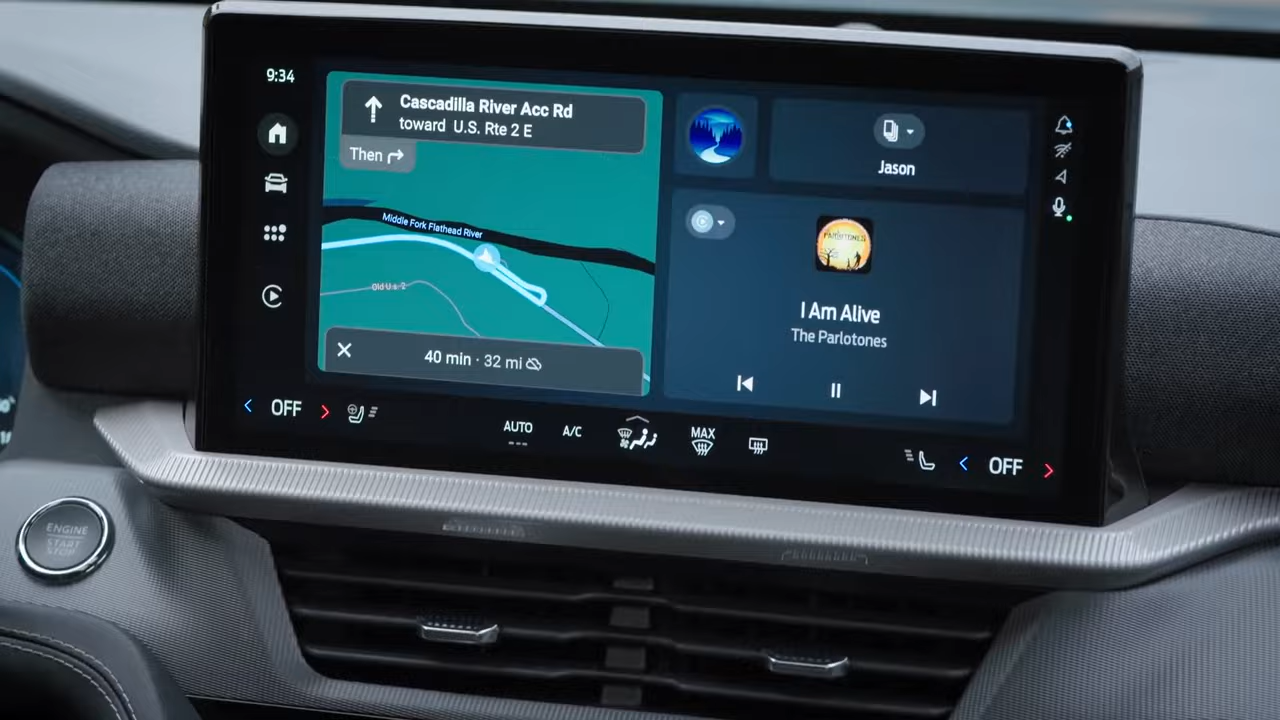 9:34
Cascadilla River Acc Rd
toward U.S. Rte 2 E
Then
Middle Fork Flathead River
Old U.S. 2
40 min · 32 mi
Jason
PARLOTONES
I Am Alive
The Parlotones
OFF
AUTO
A/C
MAX
OFF
ENGINE
START
STOP